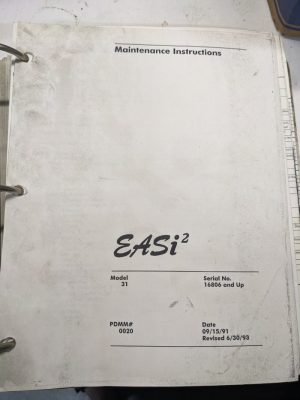 Maintenance Instructions
EASi²
Model Serial No.
31 16806 and Up
PDMM# Date
0020 09/15/91
Revised 6/30/93